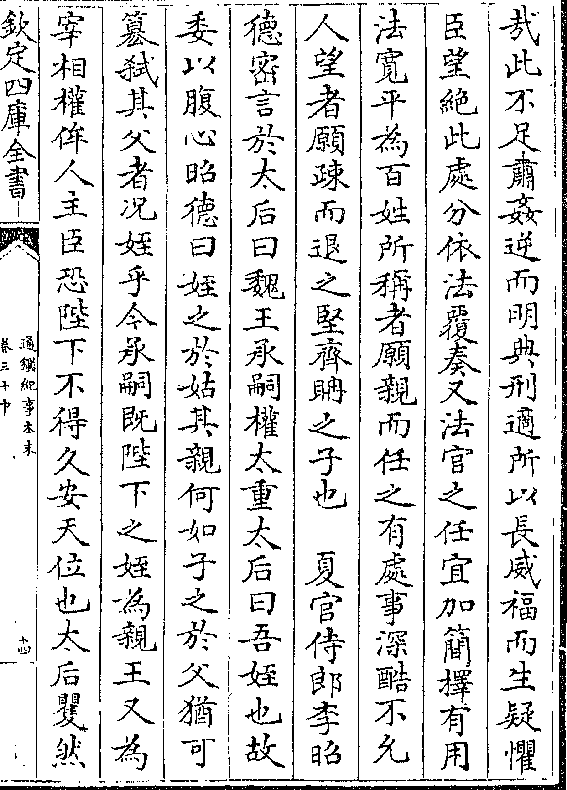 哉此不足肅姦逆而明典刑適所以長威福而生疑懼
臣望絕此處分依法覆奏又法官之任宜加簡擇有用
法寬平為百姓所稱者願親而任之有處事深酷不允
人望者願疎而退之堅齊聃之子也　夏官侍郎李昭
德密言於太后曰魏王承嗣權太重太后曰吾姪也故
委以腹心昭德曰姪之於姑其親何如子之於父猶可
篡弑其父者況姪乎今承嗣既陛下之姪為親王又為
宰相權侔人主臣恐陛下不得久安天位也太后矍然
欽定四庫全書
通鑑紀事本末
卷三十中
十四